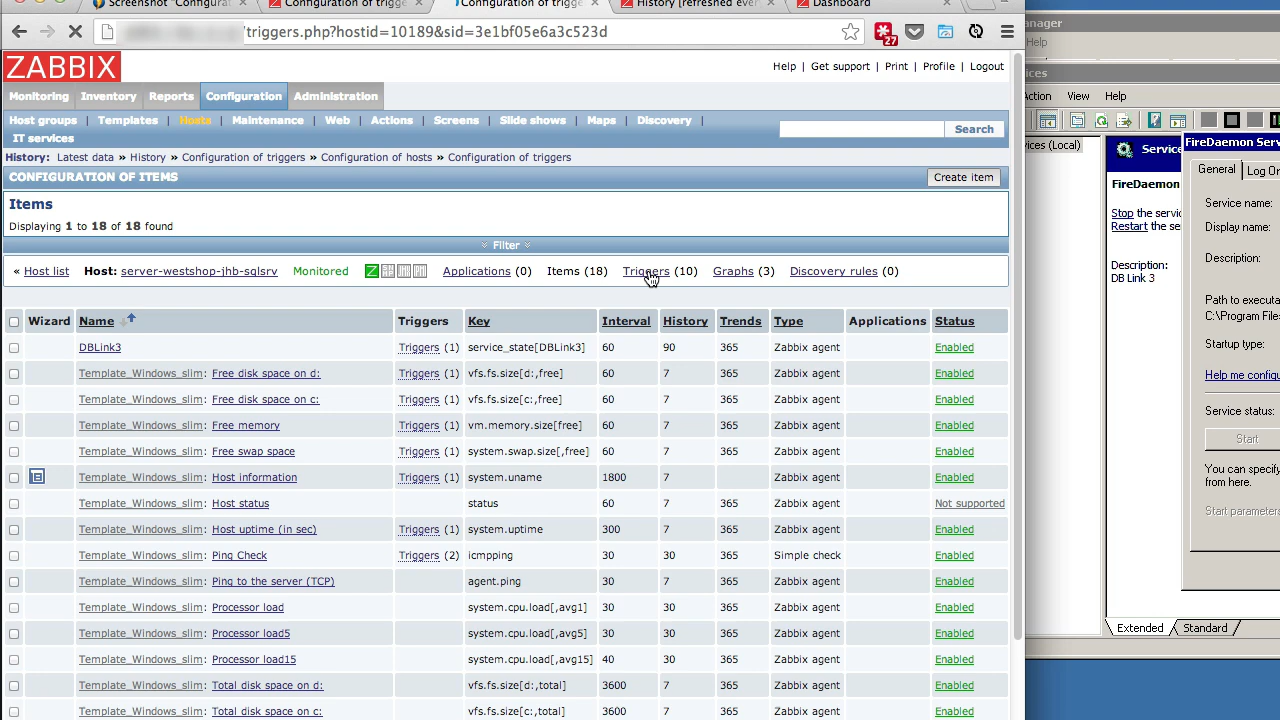 Screenshot "Configurat
Configuration of trigge
Configuration of trigge
History [refreshed ever
Dashboard
/triggers.php?hostid=10189&sid=3e1bf05e6a3c523d
27
ZABBIX
Help | Get support | Print | Profile | Logout
Monitoring Inventory Reports Configuration Administration
Host groups | Templates | Hosts | Maintenance | Web | Actions | Screens | Slide shows | Maps | Discovery |
IT services
Search
History: Latest data » History » Configuration of triggers » Configuration of hosts » Configuration of triggers
CONFIGURATION OF ITEMS
Create item
Items
Displaying 1 to 18 of 18 found
Filter
« Host list Host: server-westshop-jhb-sqlsrv Monitored Z Applications (0) Items (18) Triggers (10) Graphs (3) Discovery rules (0)
Wizard Name Triggers Key Interval History Trends Type Applications Status
DBLink3 Triggers (1) service_state[DBLink3] 60 90 365 Zabbix agent Enabled
Template_Windows_slim: Free disk space on d: Triggers (1) vfs.fs.size[d:,free] 60 7 365 Zabbix agent Enabled
Template_Windows_slim: Free disk space on c: Triggers (1) vfs.fs.size[c:,free] 60 7 365 Zabbix agent Enabled
Template_Windows_slim: Free memory Triggers (1) vm.memory.size[free] 60 7 365 Zabbix agent Enabled
Template_Windows_slim: Free swap space Triggers (1) system.swap.size[,free] 60 7 365 Zabbix agent Enabled
Template_Windows_slim: Host information Triggers (1) system.uname 1800 7 Zabbix agent Enabled
Template_Windows_slim: Host status status 60 7 365 Zabbix agent Not supported
Template_Windows_slim: Host uptime (in sec) Triggers (1) system.uptime 300 7 365 Zabbix agent Enabled
Template_Windows_slim: Ping Check Triggers (2) icmpping 30 30 365 Simple check Enabled
Template_Windows_slim: Ping to the server (TCP) agent.ping 30 7 365 Zabbix agent Enabled
Template_Windows_slim: Processor load system.cpu.load[,avg1] 30 30 365 Zabbix agent Enabled
Template_Windows_slim: Processor load5 system.cpu.load[,avg5] 30 30 365 Zabbix agent Enabled
Template_Windows_slim: Processor load15 system.cpu.load[,avg15] 40 30 365 Zabbix agent Enabled
Template_Windows_slim: Total disk space on d: vfs.fs.size[d:,total] 3600 7 365 Zabbix agent Enabled
Template_Windows_slim: Total disk space on c: vfs.fs.size[c:,total] 3600 7 365 Zabbix agent Enabled
anager
Help
ices
Action View Help
ices (Local)
Service
FireDaemon
Stop the servic
Restart the se
Description:
DB Link 3
FireDaemon Serv
General Log On
Service name:
Display name:
Description:
Path to executa
C:\Program Files
Startup type:
Help me configu
Service status:
Start
You can specify
from here.
Start parameters
Extended Standard